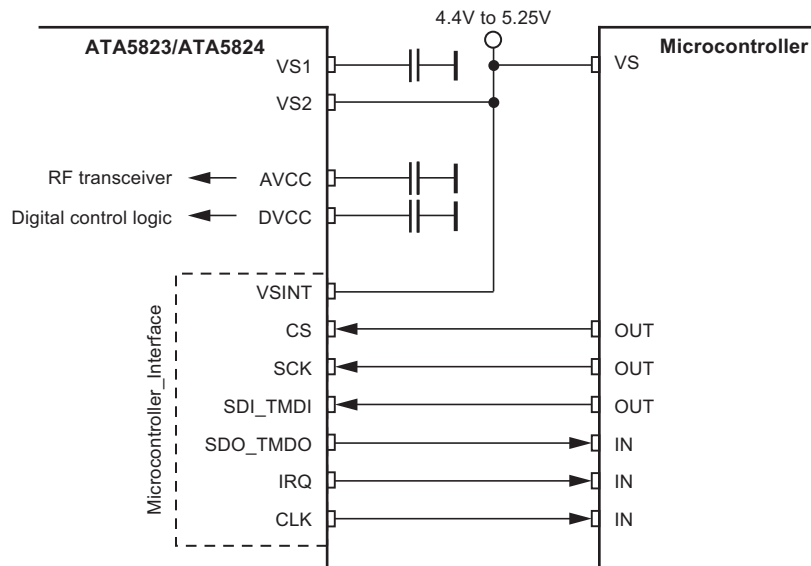 4.4V to 5.25V
ATA5823/ATA5824
Microcontroller
VS1
VS
VS2
RF transceiver
AVCC
Digital control logic
DVCC
Microcontroller_Interface
VSINT
CS
OUT
SCK
OUT
SDI_TMDI
OUT
SDO_TMDO
IN
IRQ
IN
CLK
IN